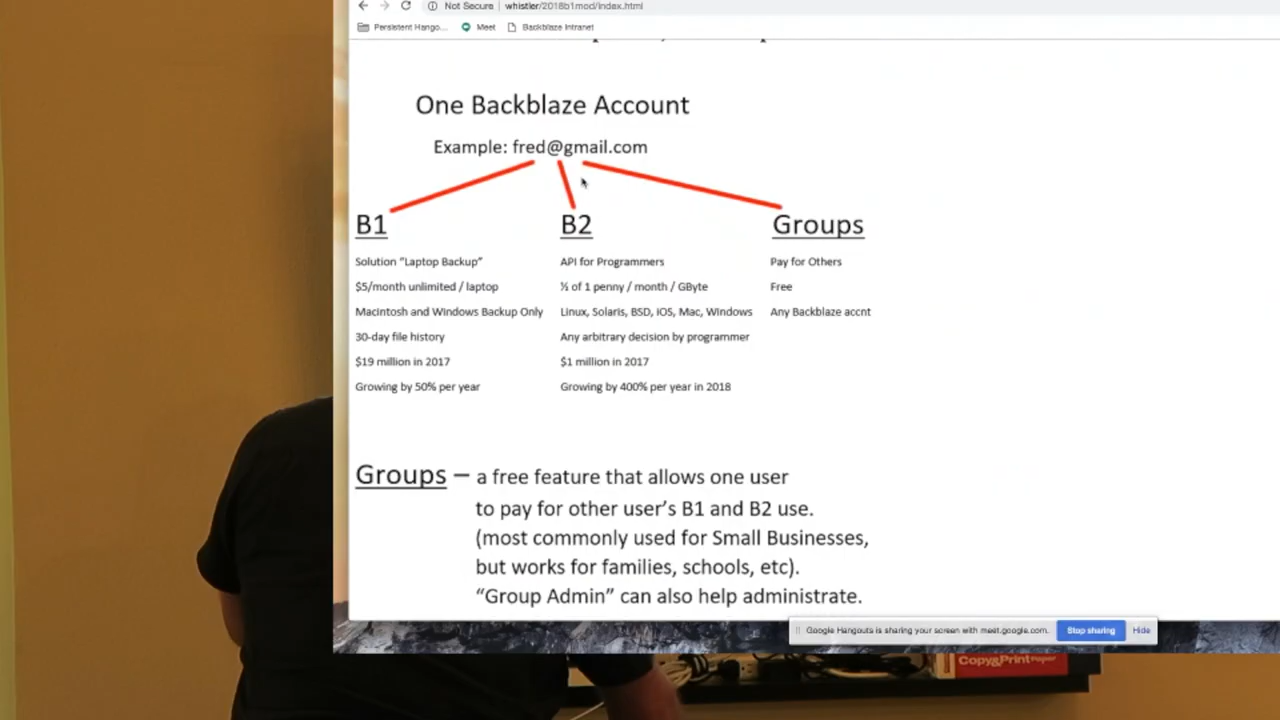 Not Secure whistler/2018b1mod/index.html
Persistent Hango... Meet Backblaze Intranet
One Backblaze Account
Example: fred@gmail.com
B1 B2 Groups
Solution “Laptop Backup” API for Programmers Pay for Others
$5/month unlimited / laptop ½ of 1 penny / month / GByte Free
Macintosh and Windows Backup Only Linux, Solaris, BSD, iOS, Mac, Windows Any Backblaze accnt
30-day file history Any arbitrary decision by programmer
$19 million in 2017 $1 million in 2017
Growing by 50% per year Growing by 400% per year in 2018
Groups – a free feature that allows one user
to pay for other user’s B1 and B2 use.
(most commonly used for Small Businesses,
but works for families, schools, etc).
“Group Admin” can also help administrate.
Google Hangouts is sharing your screen with meet.google.com. Stop sharing Hide
Copy&Print Paper